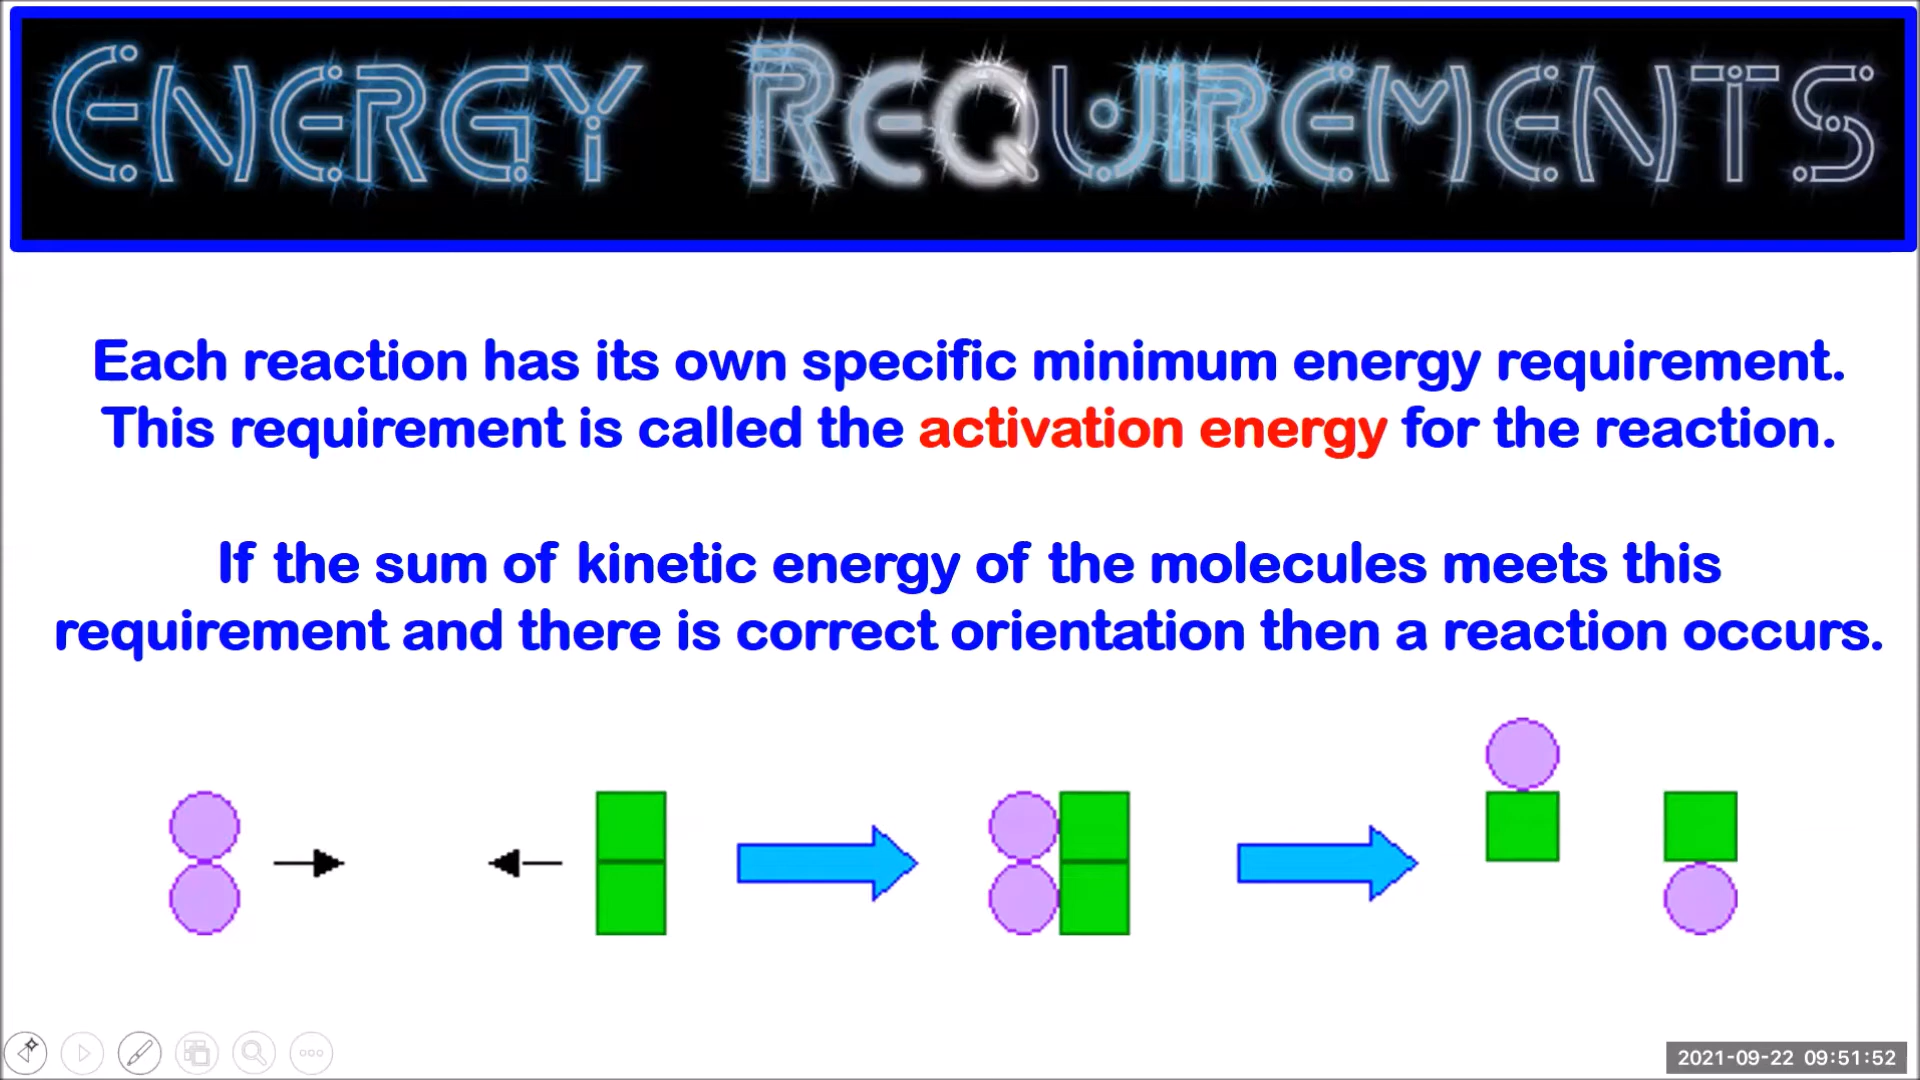 Energy Requirements
Each reaction has its own specific minimum energy requirement.
This requirement is called the activation energy for the reaction.
If the sum of kinetic energy of the molecules meets this
requirement and there is correct orientation then a reaction occurs.
2021-09-22 09:51:52